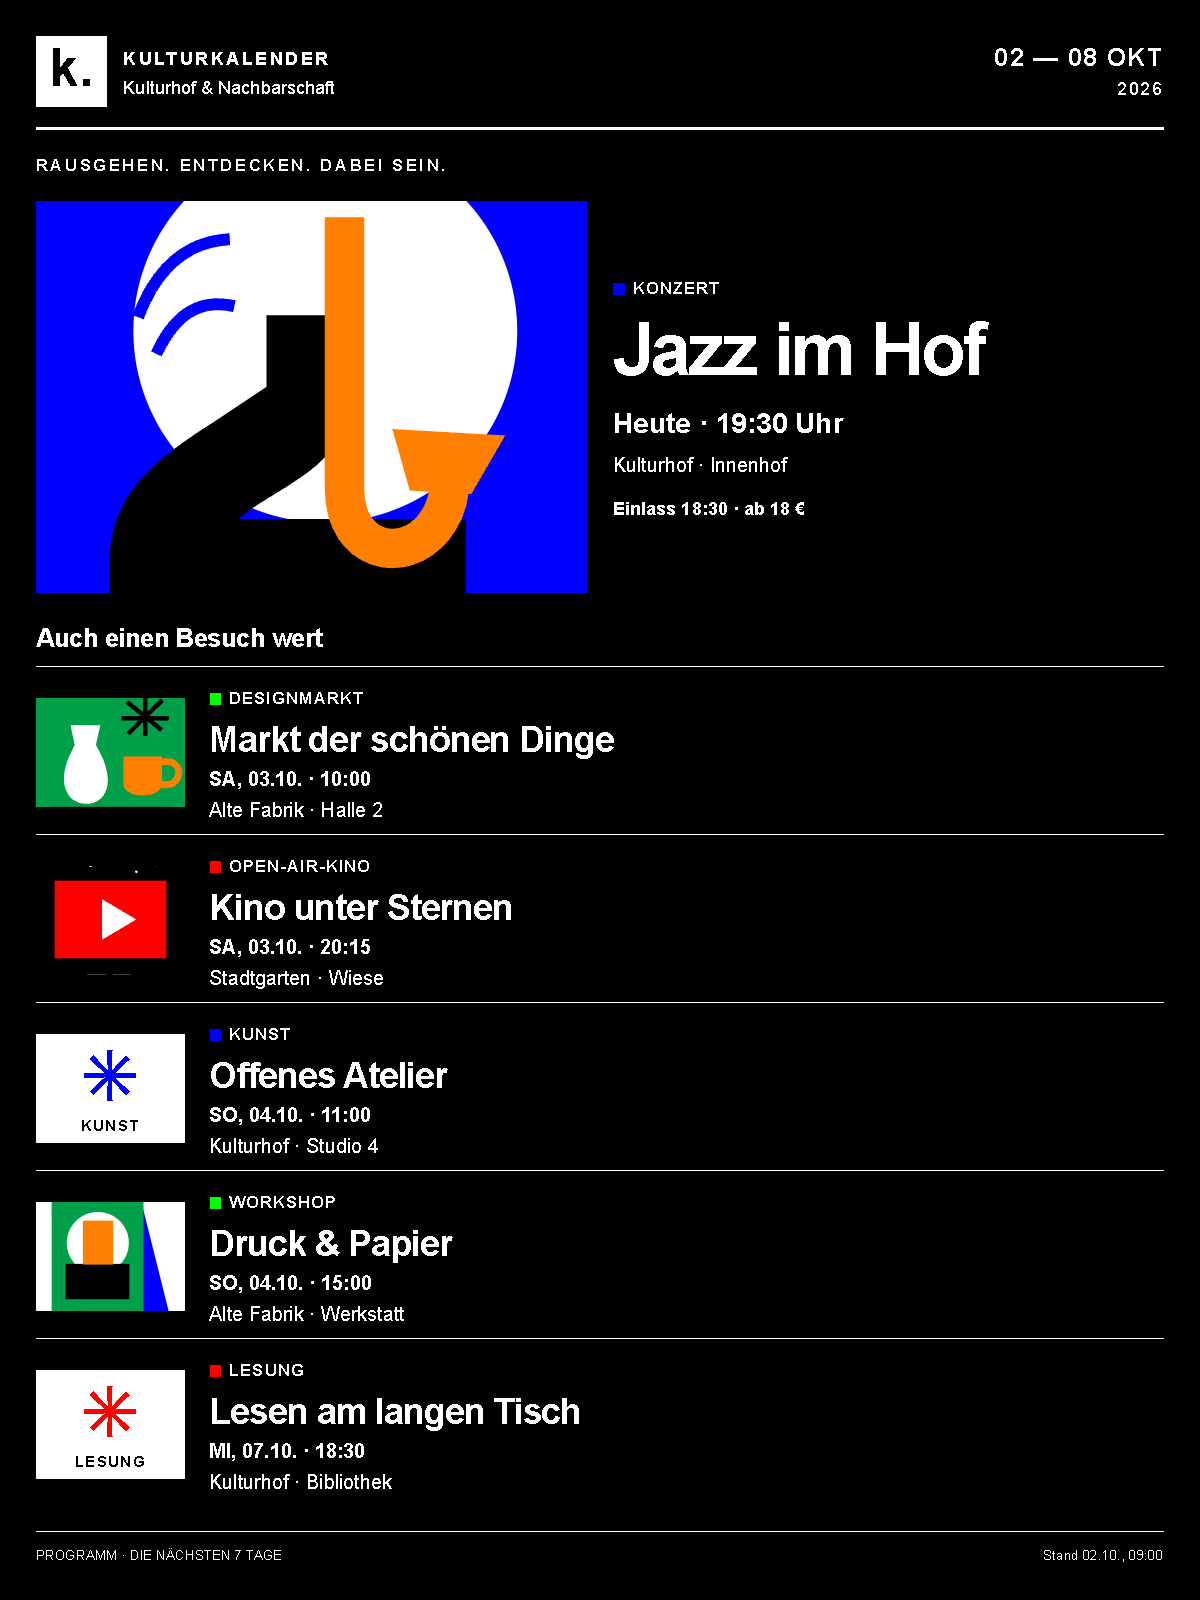 k.
KULTURKALENDER
Kulturhof & Nachbarschaft
02 — 08 OKT
2026
RAUSGEHEN. ENTDECKEN. DABEI SEIN.
KONZERT
Jazz im Hof
Heute · 19:30 Uhr
Kulturhof · Innenhof
Einlass 18:30 · ab 18 €
Auch einen Besuch wert
DESIGNMARKT
Markt der schönen Dinge
SA, 03.10. · 10:00
Alte Fabrik · Halle 2
OPEN-AIR-KINO
Kino unter Sternen
SA, 03.10. · 20:15
Stadtgarten · Wiese
KUNST
KUNST
Offenes Atelier
SO, 04.10. · 11:00
Kulturhof · Studio 4
WORKSHOP
Druck & Papier
SO, 04.10. · 15:00
Alte Fabrik · Werkstatt
LESUNG
LESUNG
Lesen am langen Tisch
MI, 07.10. · 18:30
Kulturhof · Bibliothek
PROGRAMM · DIE NÄCHSTEN 7 TAGE
Stand 02.10., 09:00